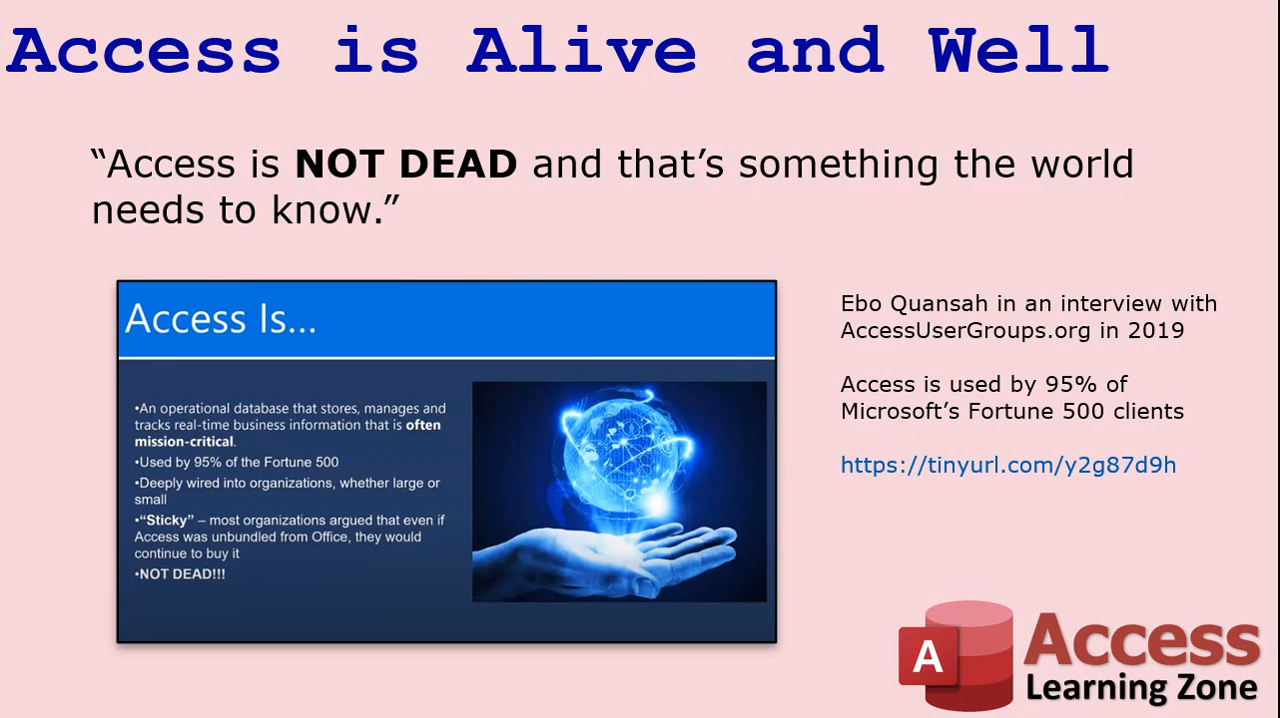 Access is Alive and Well
“Access is NOT DEAD and that’s something the world
needs to know.”
Access Is...
•An operational database that stores, manages and
tracks real-time business information that is often
mission-critical.
•Used by 95% of the Fortune 500
•Deeply wired into organizations, whether large or
small
•“Sticky” – most organizations argued that even if
Access was unbundled from Office, they would
continue to buy it
•NOT DEAD!!!
Ebo Quansah in an interview with
AccessUserGroups.org in 2019
Access is used by 95% of
Microsoft’s Fortune 500 clients
https://tinyurl.com/y2g87d9h
A
Access
Learning Zone